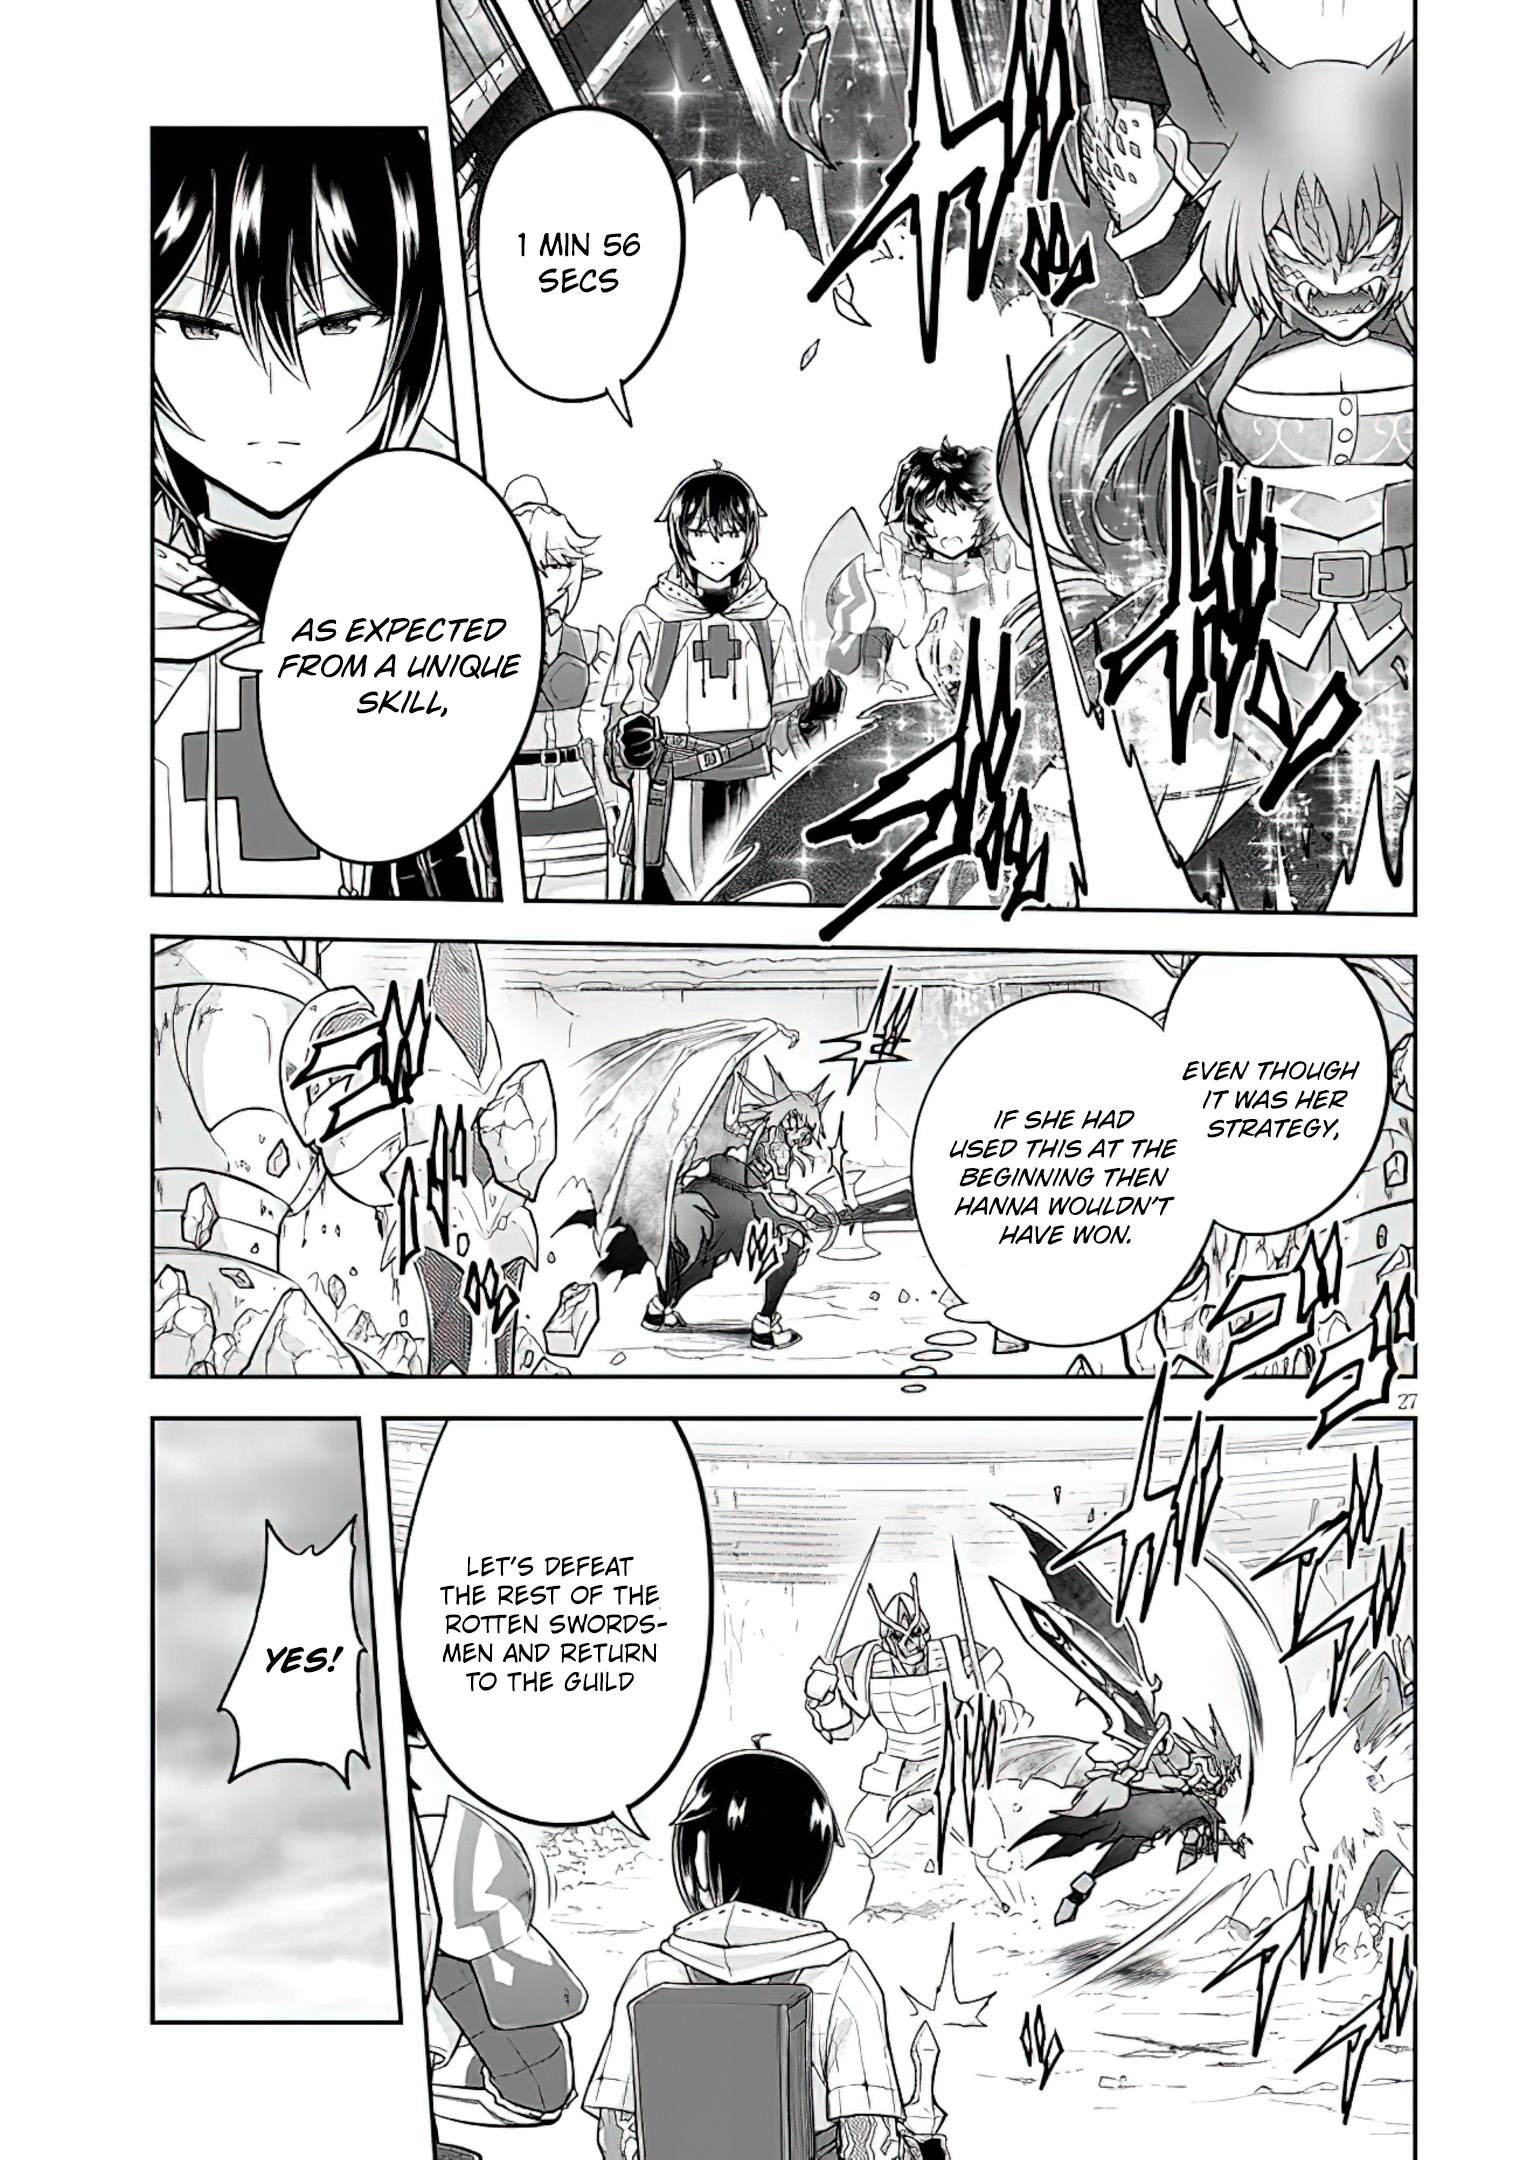 1 MIN 56
SECS
AS EXPECTED
FROM A UNIQUE
SKILL,
EVEN THOUGH
IT WAS HER
STRATEGY,
IF SHE HAD
USED THIS AT THE
BEGINNING THEN
HANNA WOULDN'T
HAVE WON.
27
LET'S DEFEAT
THE REST OF THE
ROTTEN SWORDS-
MEN AND RETURN
TO THE GUILD
YES!